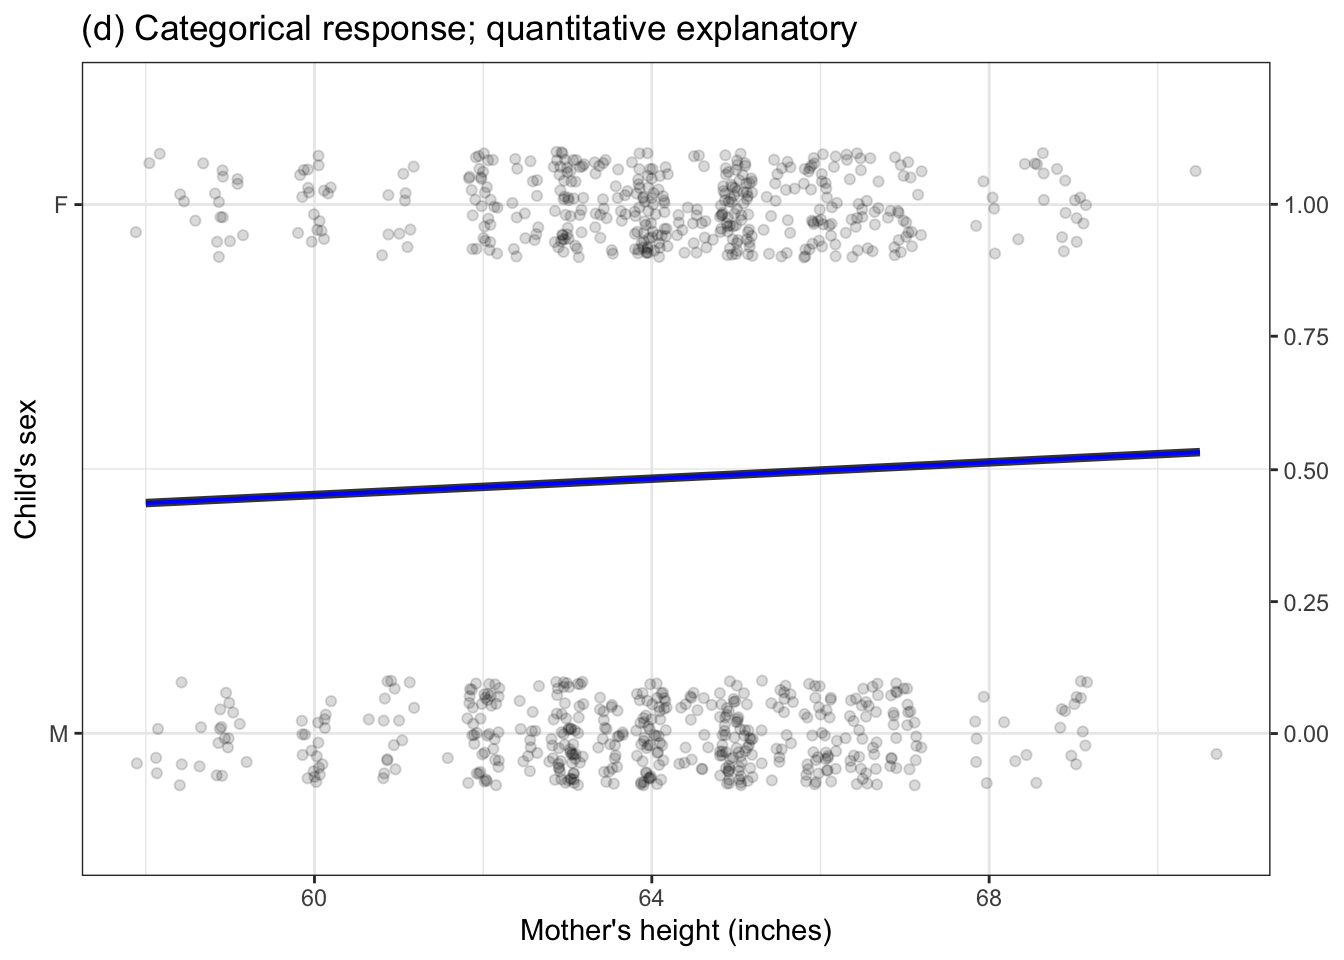 (d) Categorical response; quantitative explanatory
Child's sex
F
M
1.00
0.75
0.50
0.25
0.00
60 64 68
Mother's height (inches)